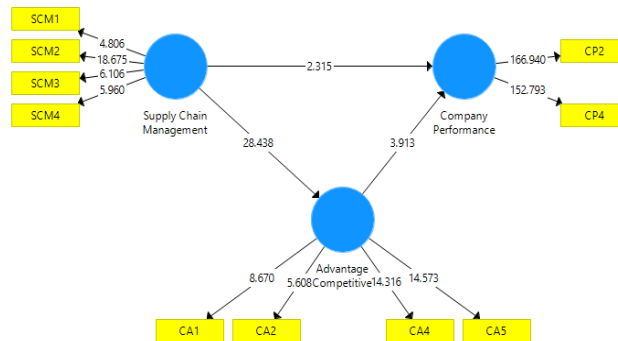 SCM1
SCM2
SCM3
SCM4
4.806
18.675
6.106
5.960
Supply Chain
Management
2.315
Company
Performance
166.940
152.793
CP2
CP4
28.438
3.913
Advantage
Competitive
8.670
5.608
14.316
14.573
CA1
CA2
CA4
CA5